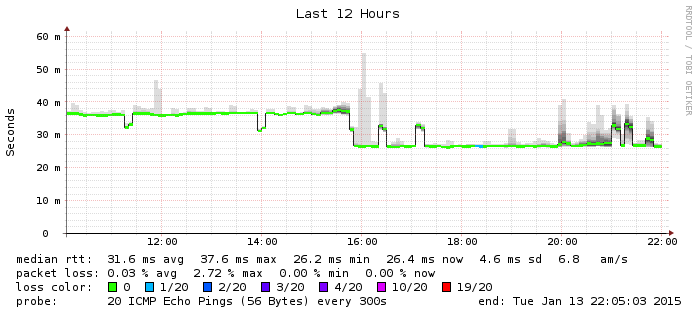 Last 12 Hours
RRDTOOL / TOBI OETIKER
Seconds
60 m
50 m
40 m
30 m
20 m
10 m
0
12:00 14:00 16:00 18:00 20:00 22:00
median rtt: 31.6 ms avg 37.6 ms max 26.2 ms min 26.4 ms now 4.6 ms sd 6.8 am/s
packet loss: 0.03 % avg 2.72 % max 0.00 % min 0.00 % now
loss color: 0 1/20 2/20 3/20 4/20 10/20 19/20
probe: 20 ICMP Echo Pings (56 Bytes) every 300s end: Tue Jan 13 22:05:03 2015